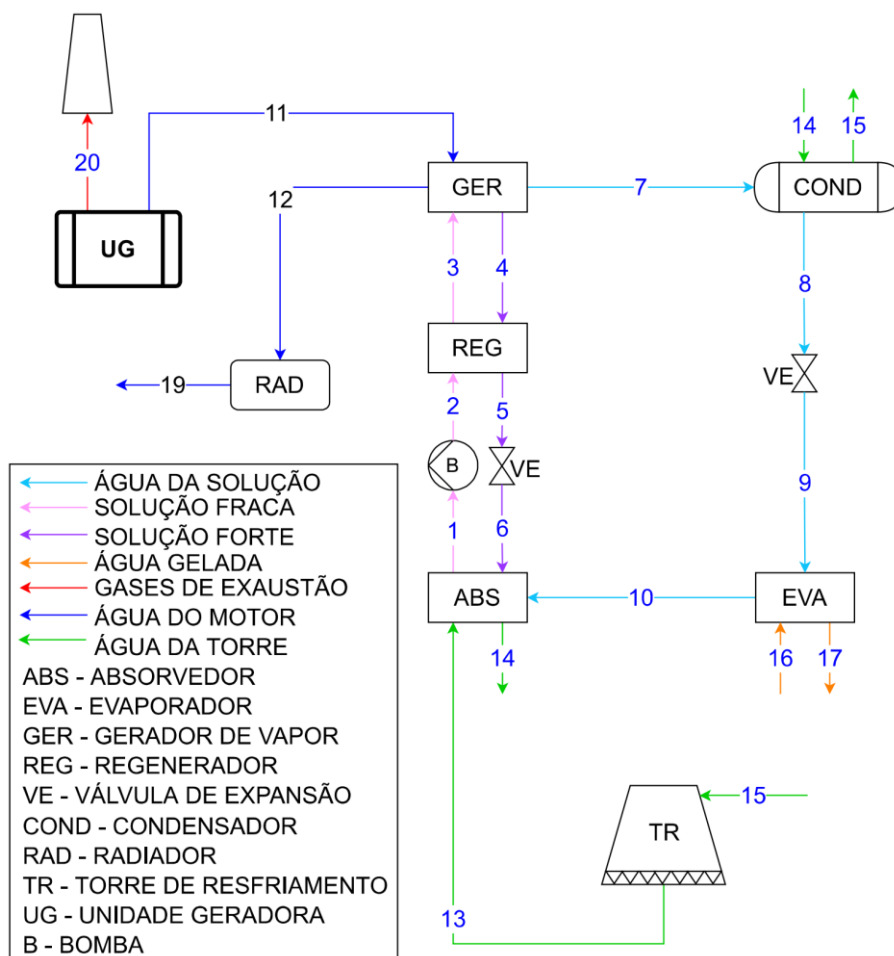 11
14
15
20
GER
7
COND
12
UG
3
4
8
REG
VE
19
RAD
2
5
B
VE
9
ÁGUA DA SOLUÇÃO
SOLUÇÃO FRACA
SOLUÇÃO FORTE
ÁGUA GELADA
GASES DE EXAUSTÃO
ÁGUA DO MOTOR
ÁGUA DA TORRE
ABS - ABSORVEDOR
EVA - EVAPORADOR
GER - GERADOR DE VAPOR
REG - REGENERADOR
VE - VÁLVULA DE EXPANSÃO
COND - CONDENSADOR
RAD - RADIADOR
TR - TORRE DE RESFRIAMENTO
UG - UNIDADE GERADORA
B - BOMBA
1
6
ABS
10
EVA
14
16
17
15
TR
13